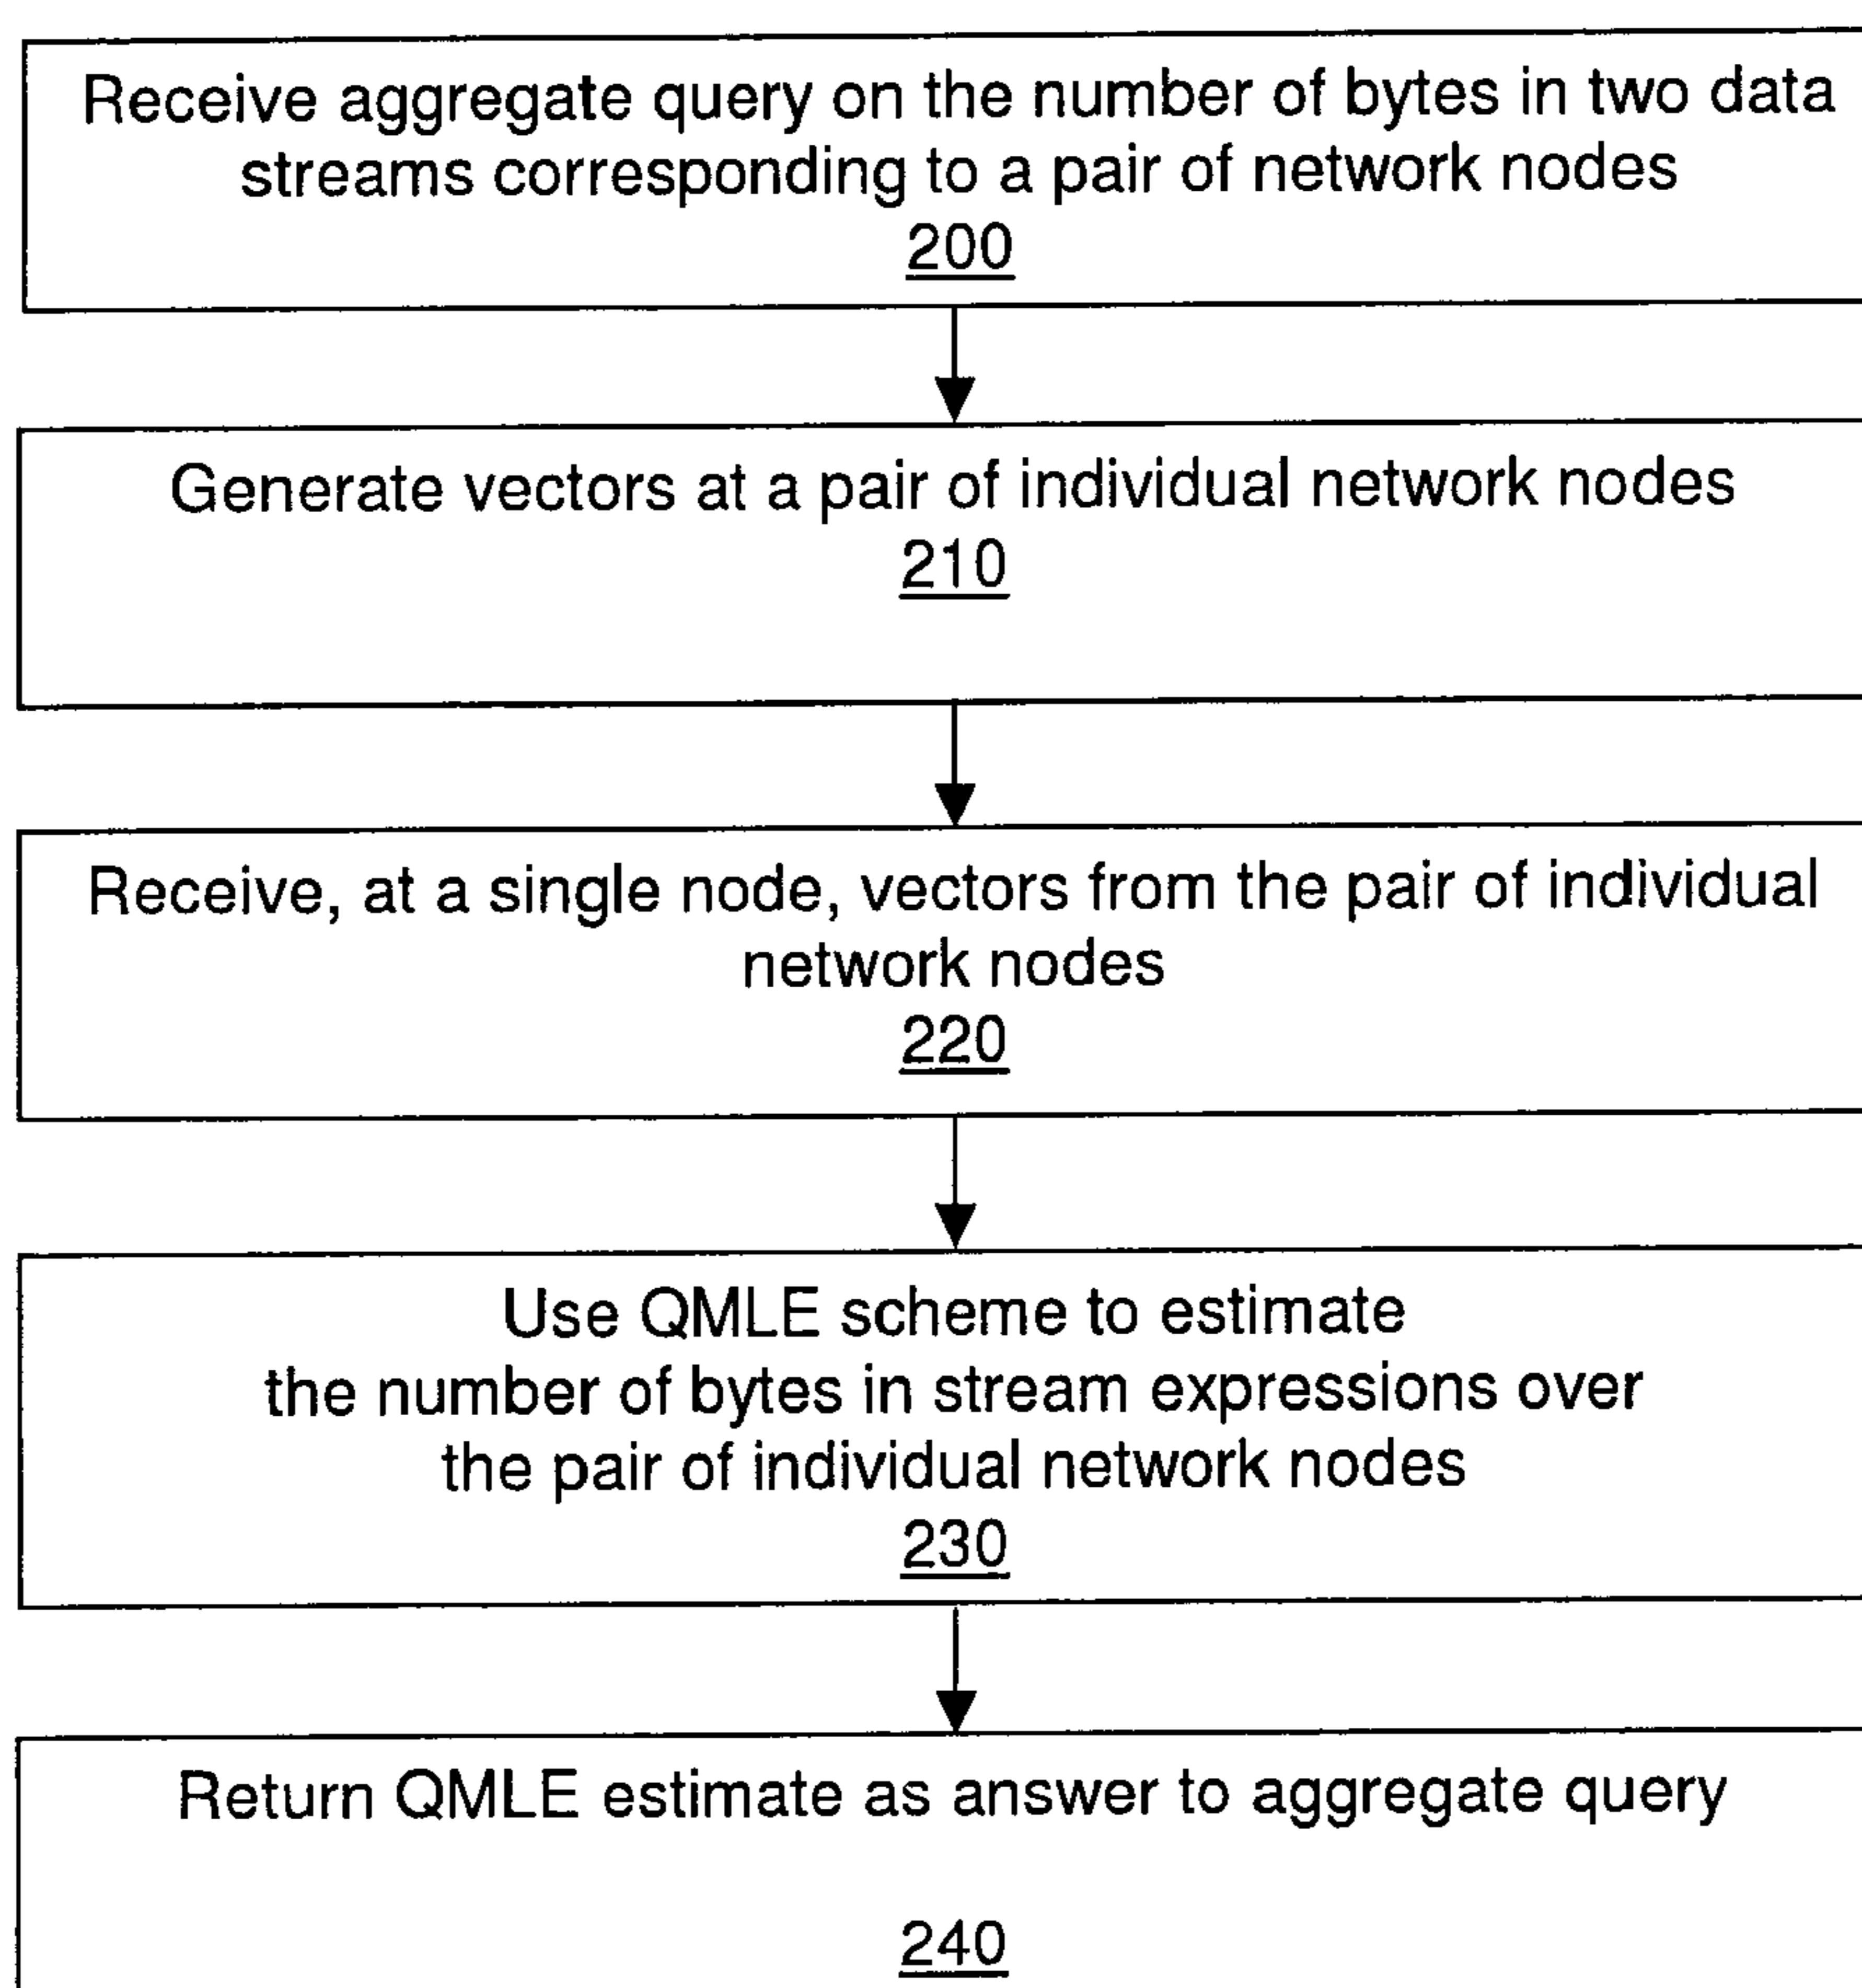 Receive aggregate query on the number of bytes in two data
streams corresponding to a pair of network nodes
200
Generate vectors at a pair of individual network nodes
210
Receive, at a single node, vectors from the pair of individual
network nodes
220
Use QMLE scheme to estimate
the number of bytes in stream expressions over
the pair of individual network nodes
230
Return QMLE estimate as answer to aggregate query
240